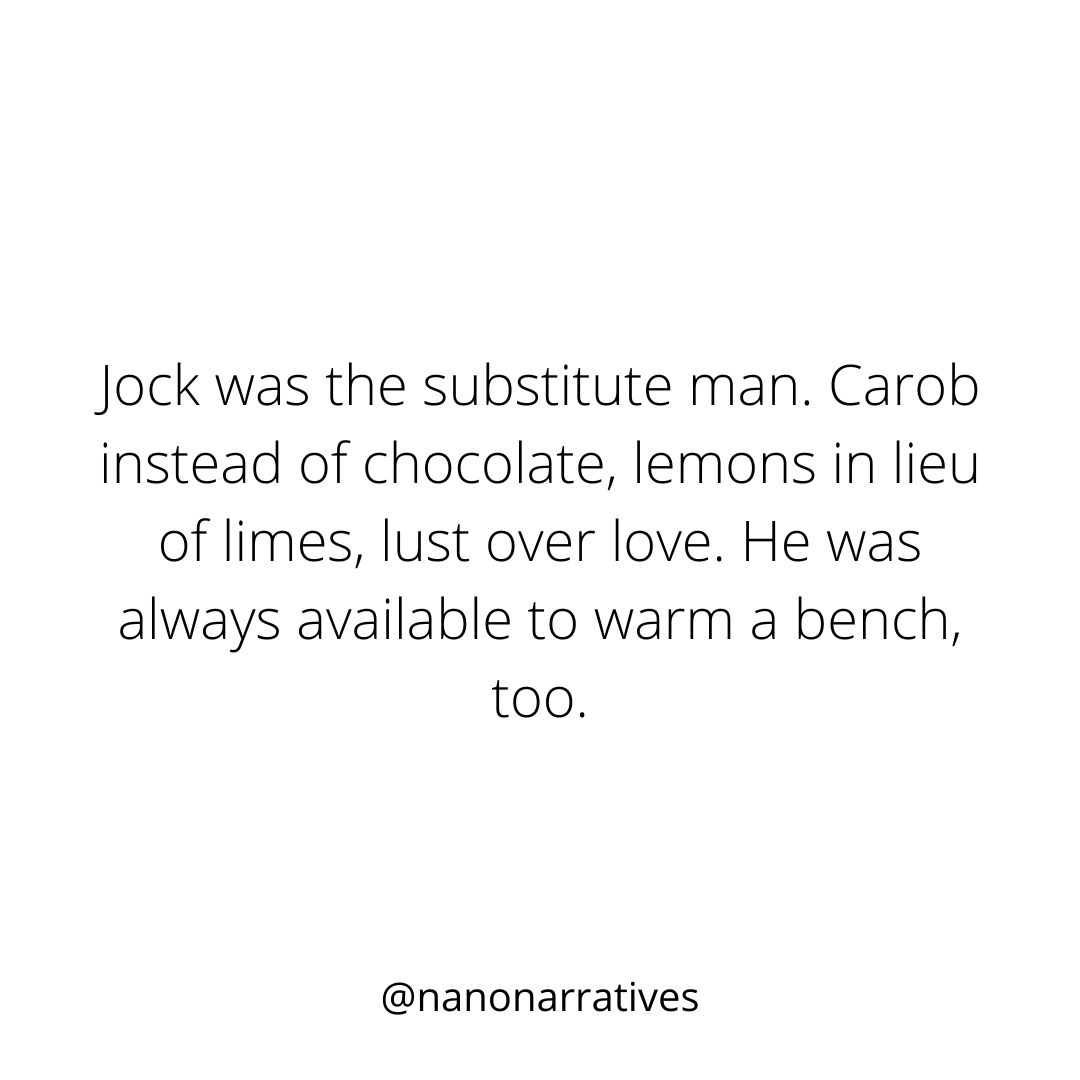 Jock was the substitute man. Carob
instead of chocolate, lemons in lieu
of limes, lust over love. He was
always available to warm a bench,
too.
@nanonarratives